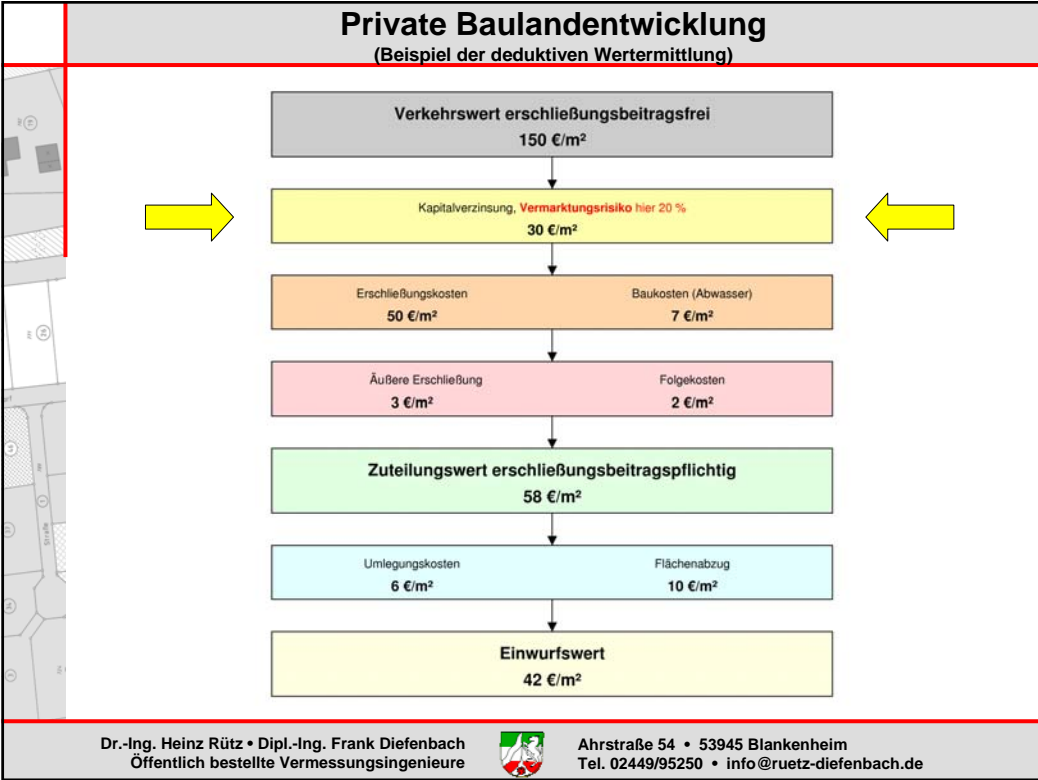 Private Baulandentwicklung
(Beispiel der deduktiven Wertermittlung)
Verkehrswert erschließungsbeitragsfrei
150 €/m²
Kapitalverzinsung, Vermarktungsrisiko hier 20 %
30 €/m²
Erschließungskosten
50 €/m²
Baukosten (Abwasser)
7 €/m²
Äußere Erschließung
3 €/m²
Folgekosten
2 €/m²
Zuteilungswert erschließungsbeitragspflichtig
58 €/m²
Umlegungskosten
6 €/m²
Flächenabzug
10 €/m²
Einwurfswert
42 €/m²
Straße
Dr.-Ing. Heinz Rütz • Dipl.-Ing. Frank Diefenbach
Öffentlich bestellte Vermessungsingenieure
Ahrstraße 54 • 53945 Blankenheim
Tel. 02449/95250 • info@ruetz-diefenbach.de